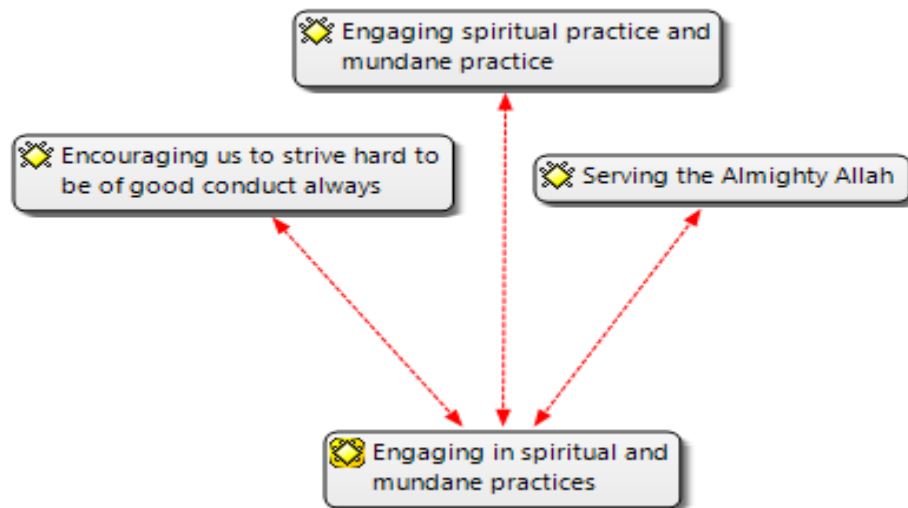 Engaging spiritual practice and
mundane practice
Encouraging us to strive hard to
be of good conduct always
Serving the Almighty Allah
Engaging in spiritual and
mundane practices